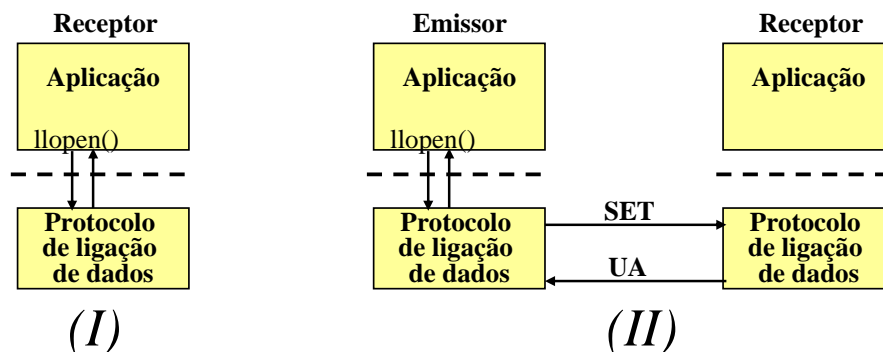 Receptor
Aplicação
llopen()
Protocolo
de ligação
de dados
(I)
Emissor
Receptor
Aplicação
llopen()
Aplicação
SET
UA
Protocolo
de ligação
de dados
Protocolo
de ligação
de dados
(II)